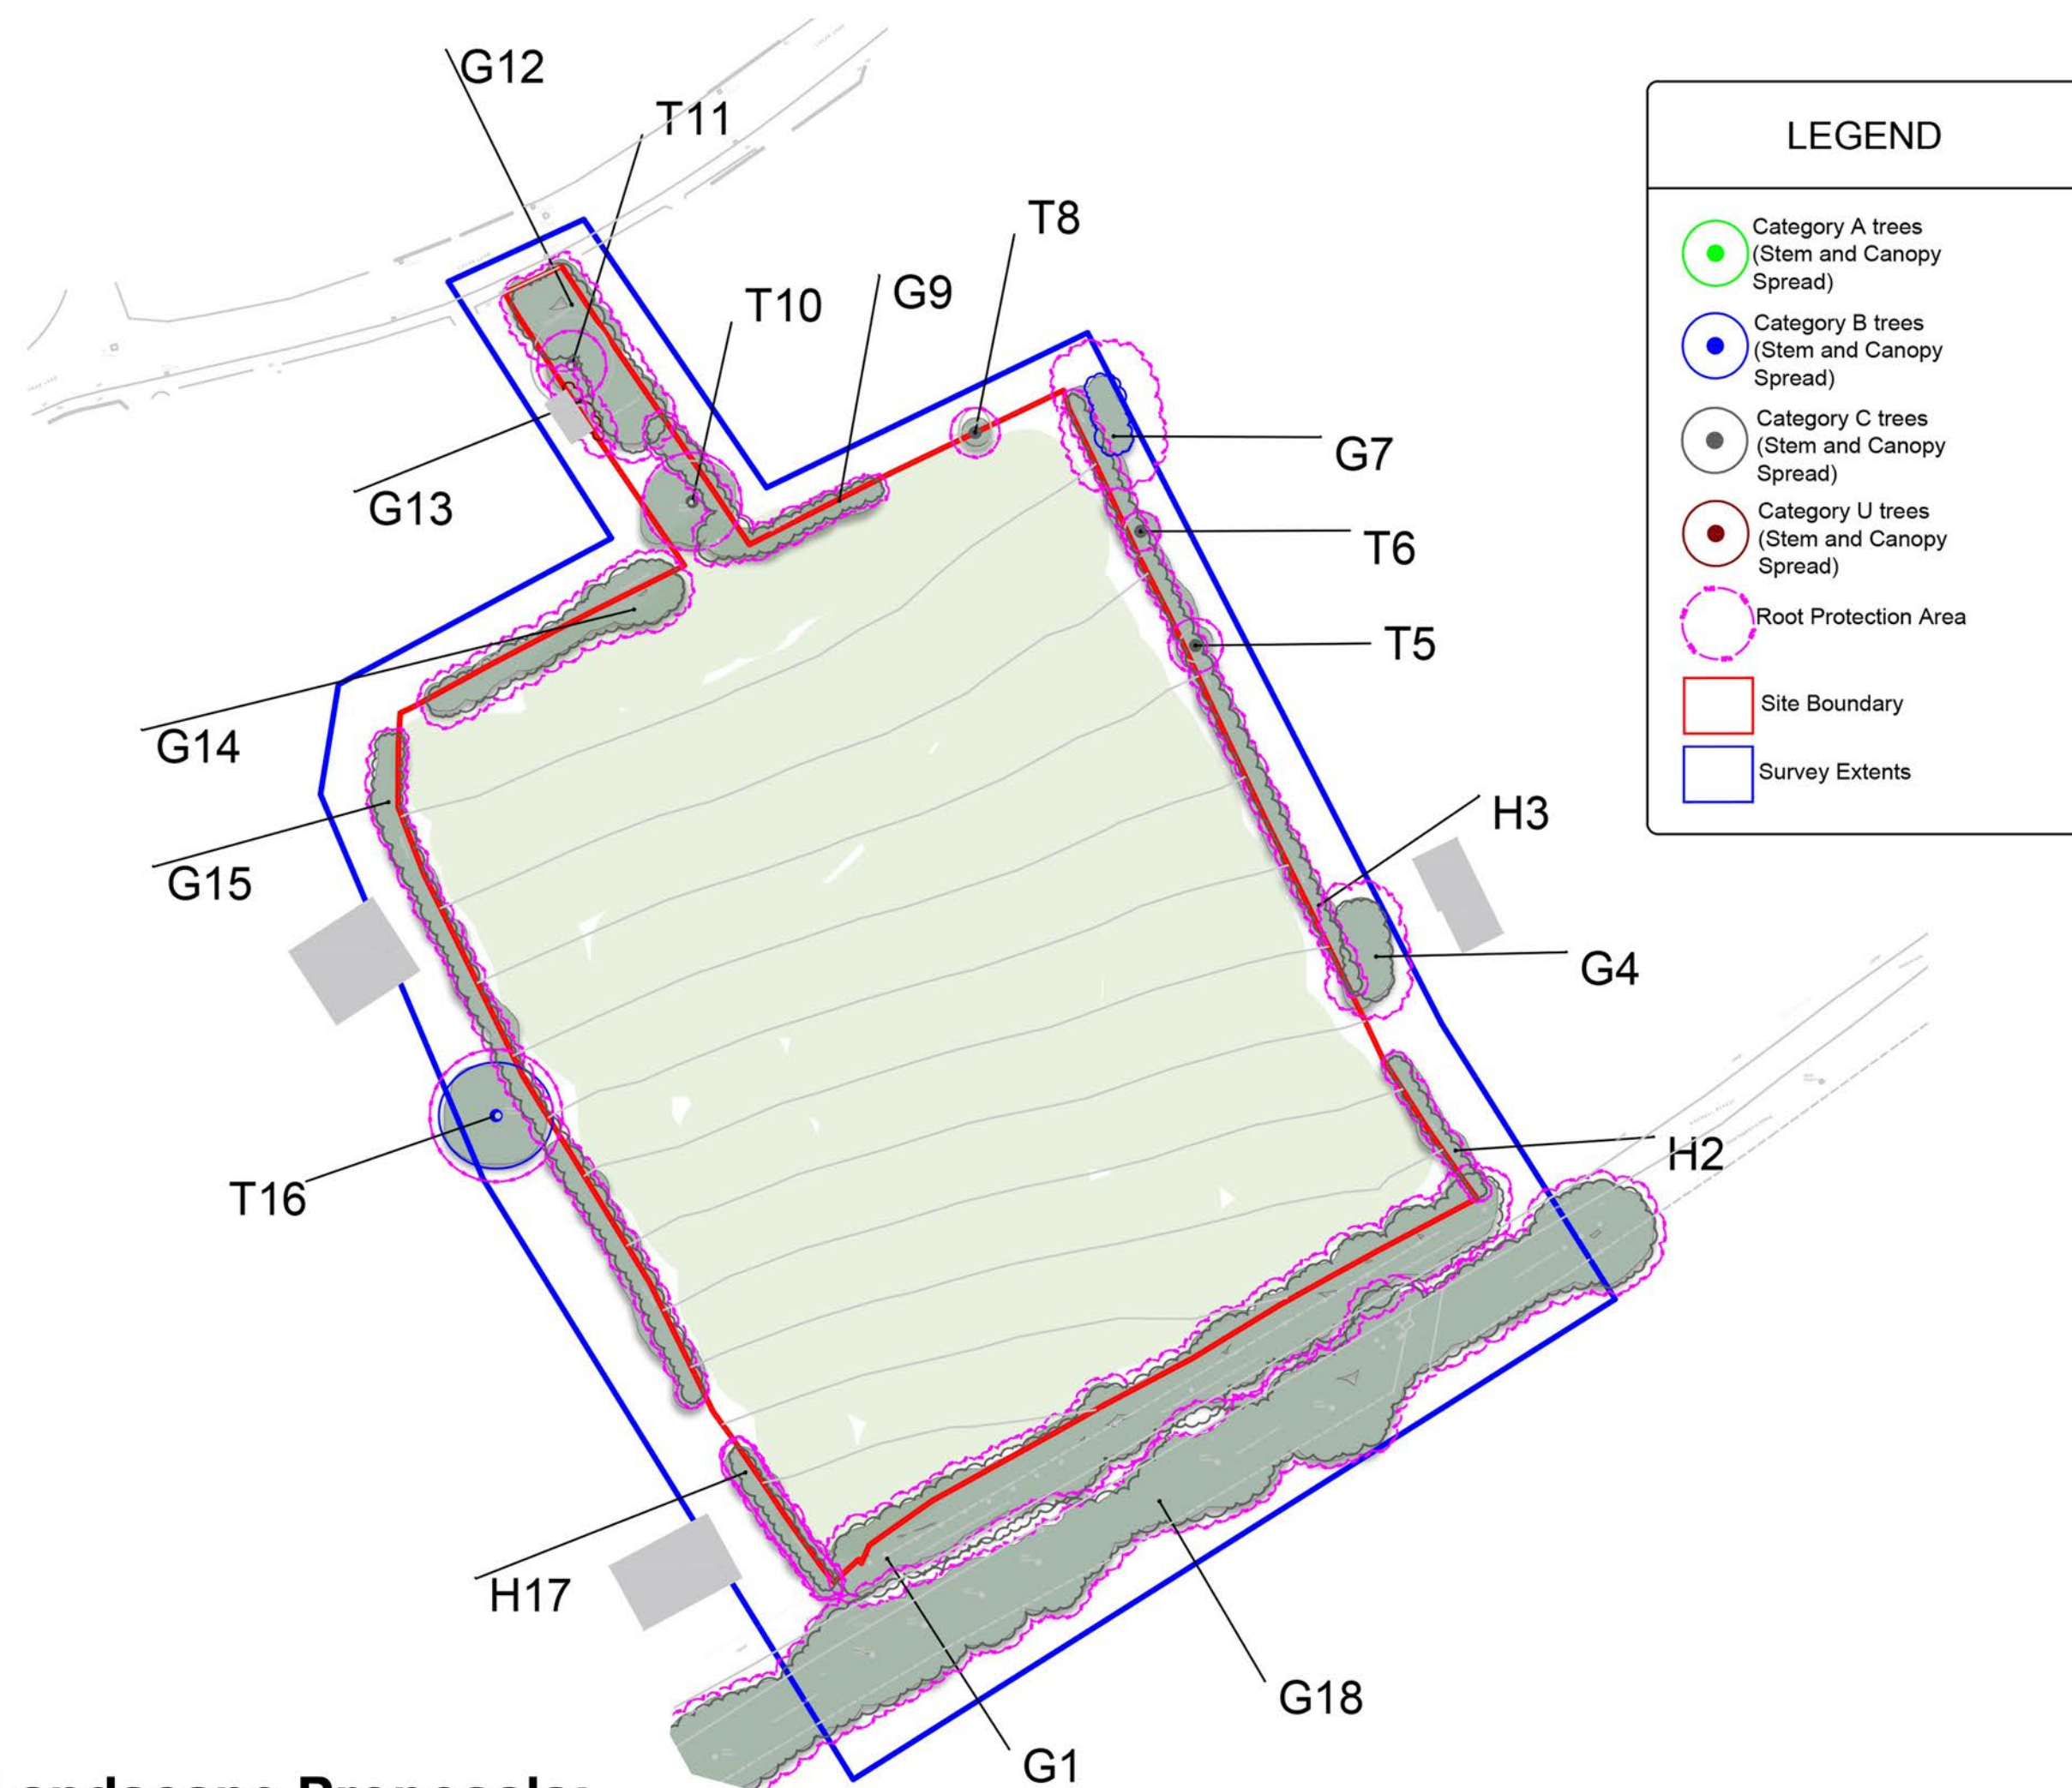 G12
T11
T8
T10
G9
G13
G7
T6
T5
G14
H3
G15
G4
H2
T16
H17
G18
G1
LEGEND
Category A trees
(Stem and Canopy
Spread)
Category B trees
(Stem and Canopy
Spread)
Category C trees
(Stem and Canopy
Spread)
Category U trees
(Stem and Canopy
Spread)
Root Protection Area
Site Boundary
Survey Extents